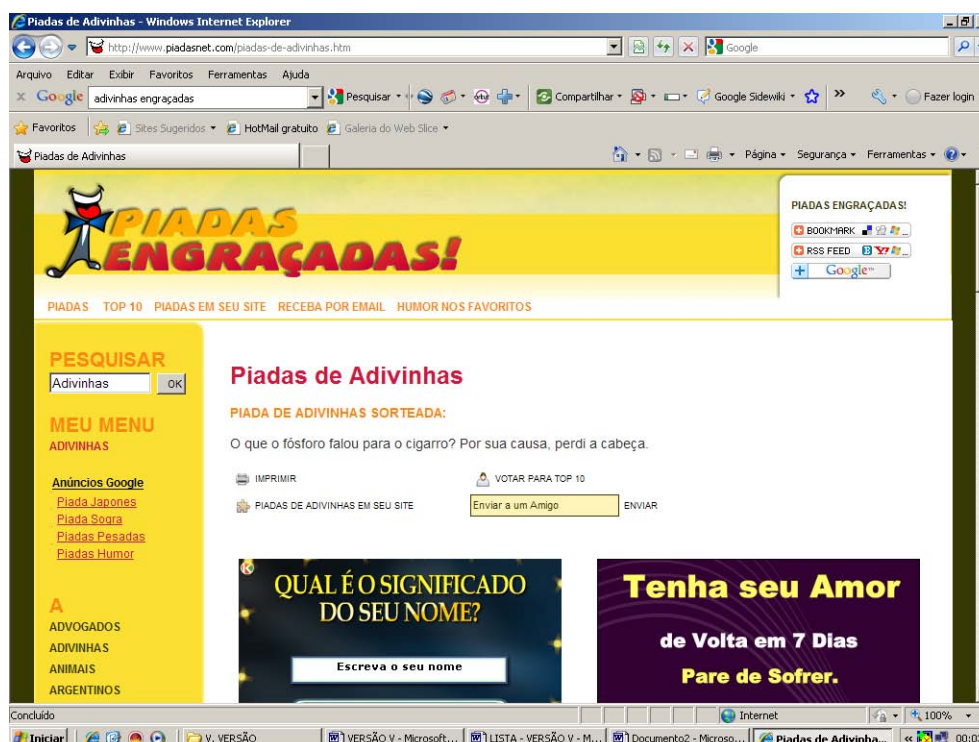 Piadas de Adivinhas - Windows Internet Explorer
http://www.piadasnet.com/piadas-de-adivinhas.htm
Google
Arquivo Editar Exibir Favoritos Ferramentas Ajuda
Google adivinhas engraçadas Pesquisar Compartilhar Google Sidewiki Fazer login
Favoritos Sites Sugeridos HotMail gratuito Galeria do Web Slice
Piadas de Adivinhas Página Segurança Ferramentas
PIADAS
ENGRAÇADAS!
PIADAS ENGRAÇADAS!
BOOKMARK
RSS FEED
Google™
PIADAS TOP 10 PIADAS EM SEU SITE RECEBA POR EMAIL HUMOR NOS FAVORITOS
PESQUISAR
Adivinhas OK
MEU MENU
ADIVINHAS
Anúncios Google
Piada Japones
Piada Sogra
Piadas Pesadas
Piadas Humor
A
ADVOGADOS
ADIVINHAS
ANIMAIS
ARGENTINOS
Piadas de Adivinhas
PIADA DE ADIVINHAS SORTEADA:
O que o fósforo falou para o cigarro? Por sua causa, perdi a cabeça.
IMPRIMIR VOTAR PARA TOP 10
PIADAS DE ADIVINHAS EM SEU SITE Enviar a um Amigo ENVIAR
QUAL É O SIGNIFICADO
DO SEU NOME?
Escreva o seu nome
Tenha seu Amor
de Volta em 7 Dias
Pare de Sofrer.
Concluído Internet 100%
Iniciar V. VERSÃO VERSÃO V - Microsoft... LISTA - VERSÃO V - M... Documento2 - Microso... Piadas de Adivinha...